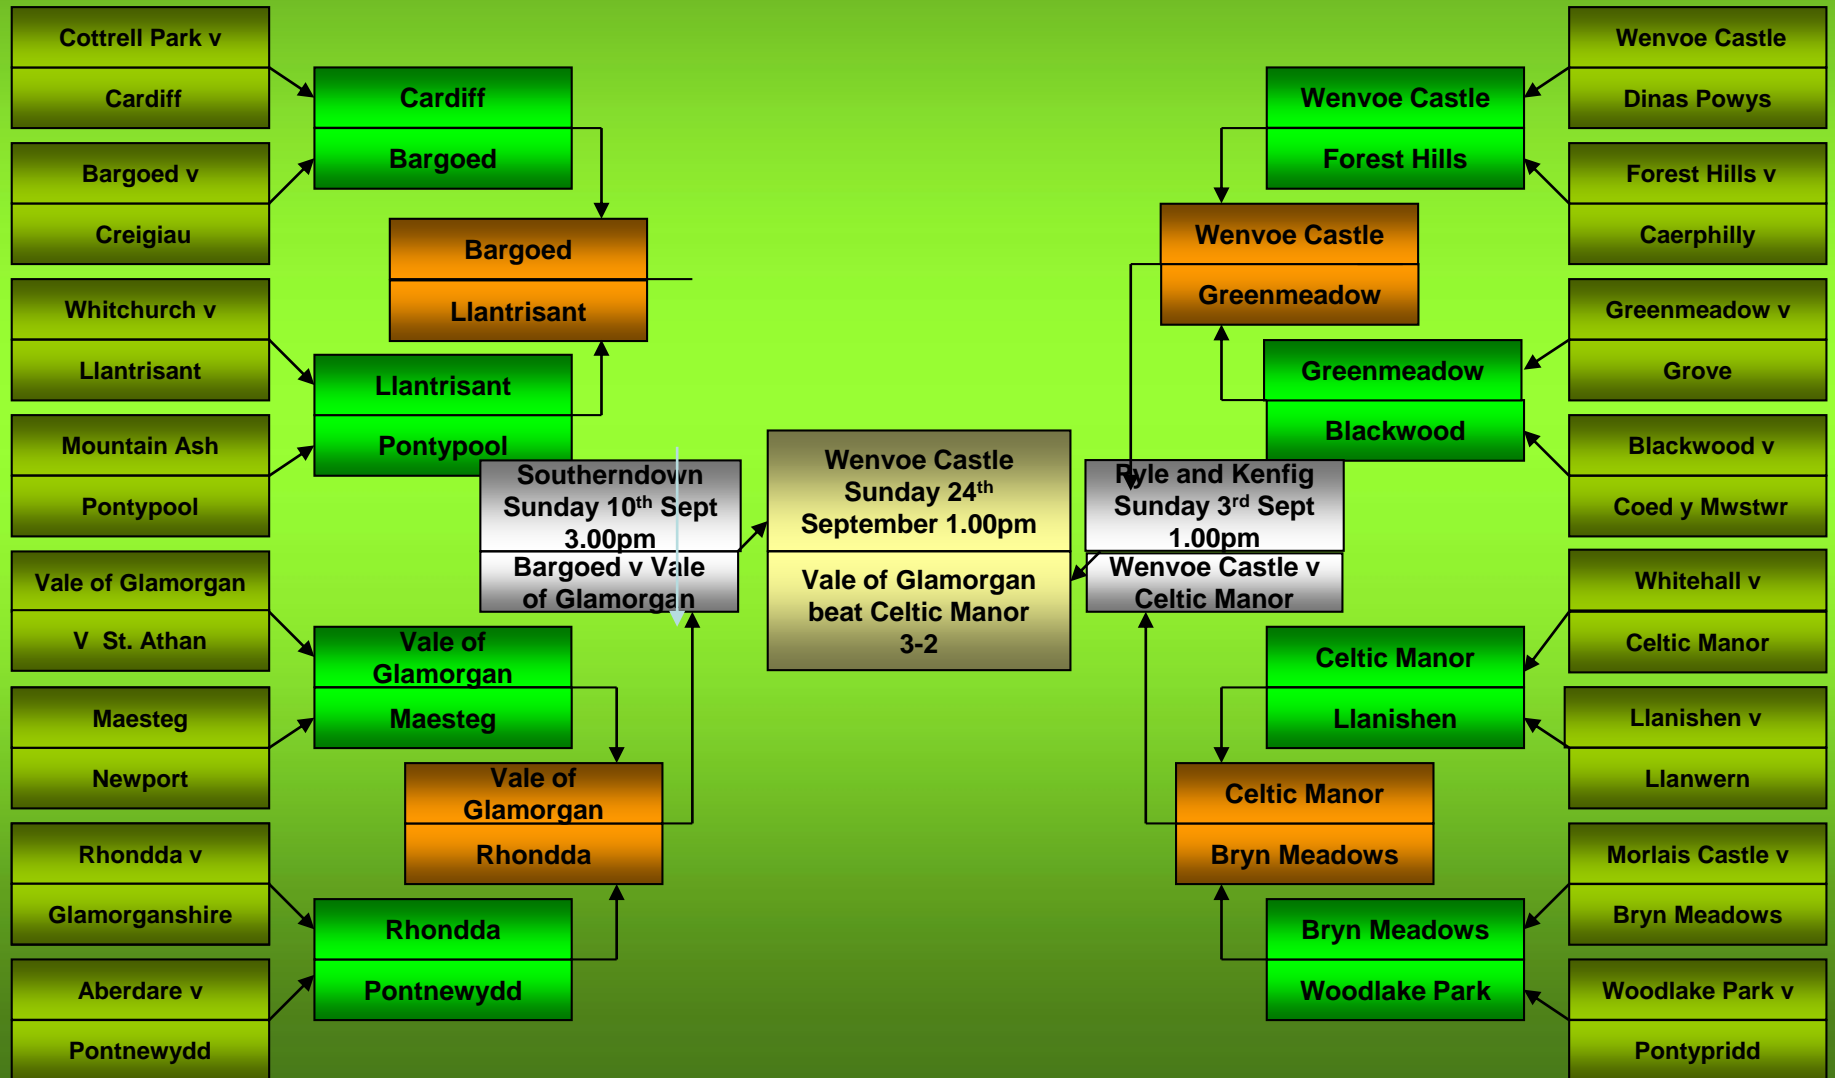 Cottrell Park v
Cardiff
Bargoed v
Creigiau
Whitchurch v
Llantrisant
Mountain Ash
Pontypool
Vale of Glamorgan
V St. Athan
Maesteg
Newport
Rhondda v
Glamorganshire
Aberdare v
Pontnewydd
Cardiff
Bargoed
Llantrisant
Pontypool
Vale of
Glamorgan
Maesteg
Rhondda
Pontnewydd
Bargoed
Llantrisant
Vale of
Glamorgan
Rhondda
Southerndown
Sunday 10th Sept
3.00pm
Bargoed v Vale
of Glamorgan
Wenvoe Castle
Sunday 24th
September 1.00pm
Vale of Glamorgan
beat Celtic Manor
3-2
Pyle and Kenfig
Sunday 3rd Sept
1.00pm
Wenvoe Castle v
Celtic Manor
Wenvoe Castle
Greenmeadow
Celtic Manor
Bryn Meadows
Wenvoe Castle
Forest Hills
Greenmeadow
Blackwood
Celtic Manor
Llanishen
Bryn Meadows
Woodlake Park
Wenvoe Castle
Dinas Powys
Forest Hills v
Caerphilly
Greenmeadow v
Grove
Blackwood v
Coed y Mwstwr
Whitehall v
Celtic Manor
Llanishen v
Llanwern
Morlais Castle v
Bryn Meadows
Woodlake Park v
Pontypridd